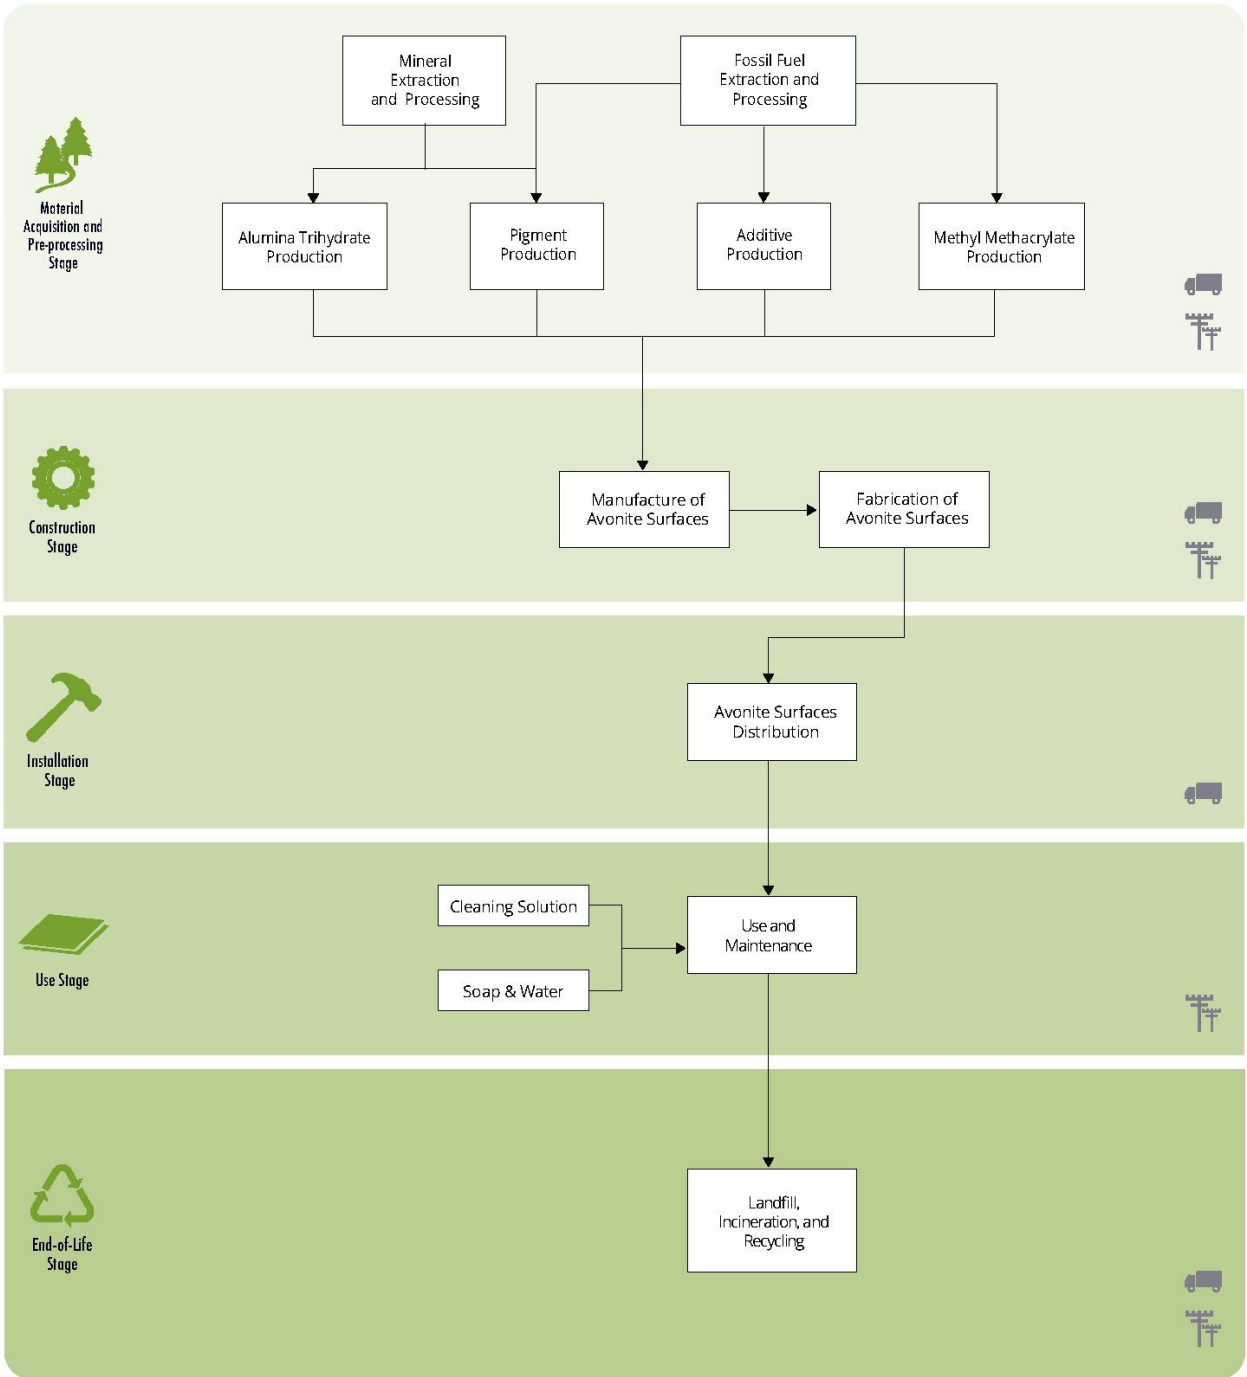 Mineral
Extraction
and Processing
Fossil Fuel
Extraction and
Processing
Material
Acquisition and
Pre-processing
Stage
Alumina Trihydrate
Production
Pigment
Production
Additive
Production
Methyl Methacrylate
Production
Construction
Stage
Manufacture of
Avonite Surfaces
Fabrication of
Avonite Surfaces
Installation
Stage
Avonite Surfaces
Distribution
Use Stage
Cleaning Solution
Soap & Water
Use and
Maintenance
End-of-Life
Stage
Landfill,
Incineration, and
Recycling